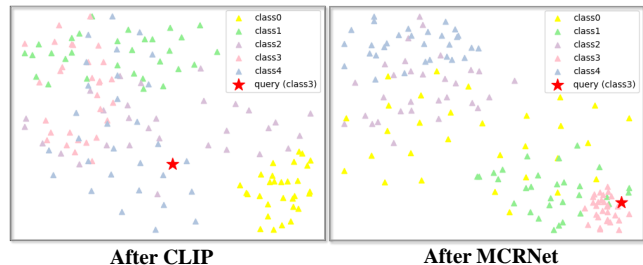 class0
class1
class2
class3
class4
query (class3)
After CLIP
class0
class1
class2
class3
class4
query (class3)
After MCRNet